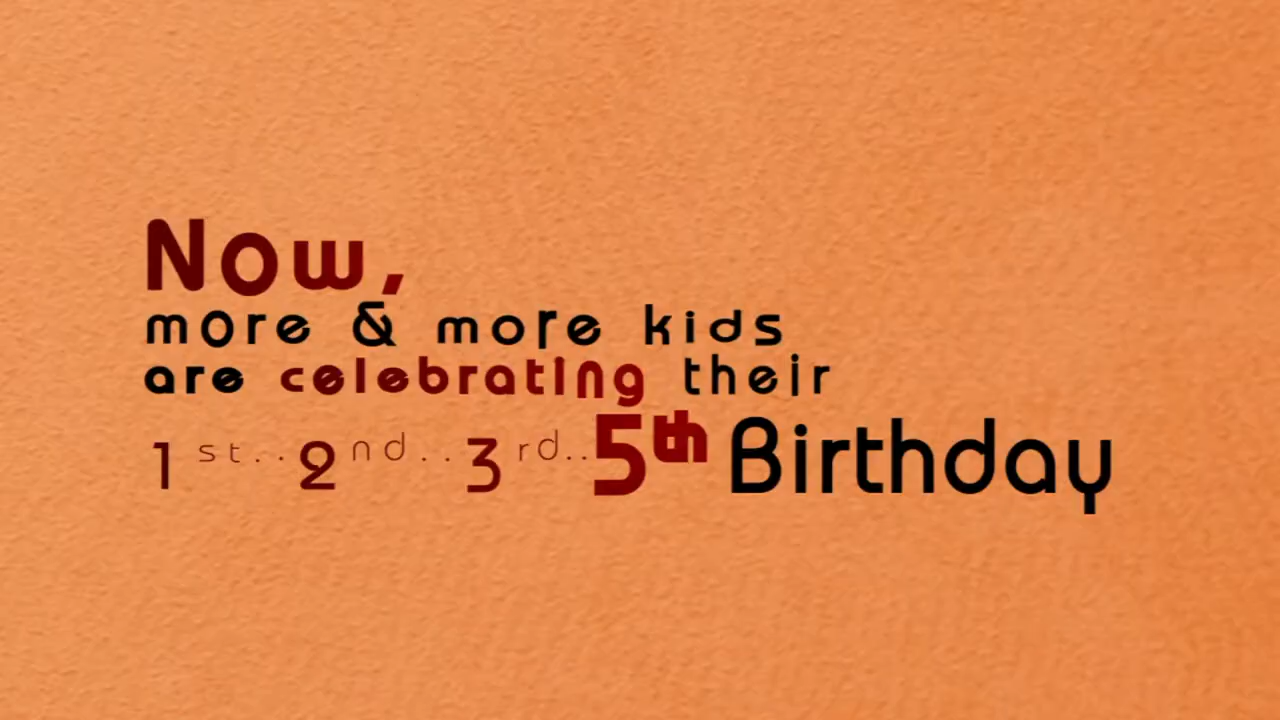 Now,
more & more kids
are celebrating their
1st..2nd..3rd..5th Birthday